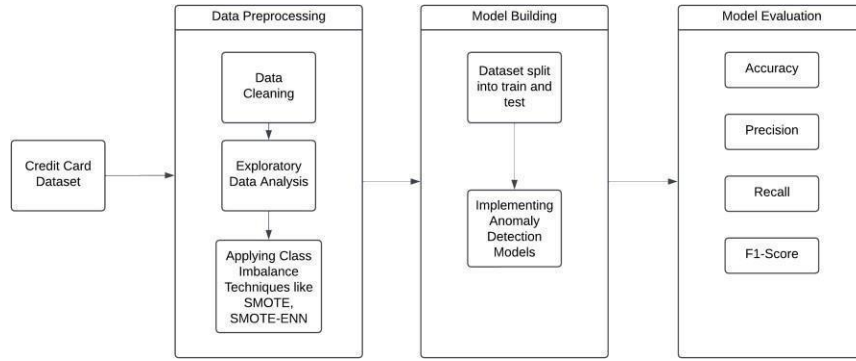 Data Preprocessing
Model Building
Model Evaluation
Credit Card
Dataset
Data
Cleaning
Exploratory
Data Analysis
Applying Class
Imbalance
Techniques like
SMOTE,
SMOTE-ENN
Dataset split
into train and
test
Implementing
Anomaly
Detection
Models
Accuracy
Precision
Recall
F1-Score